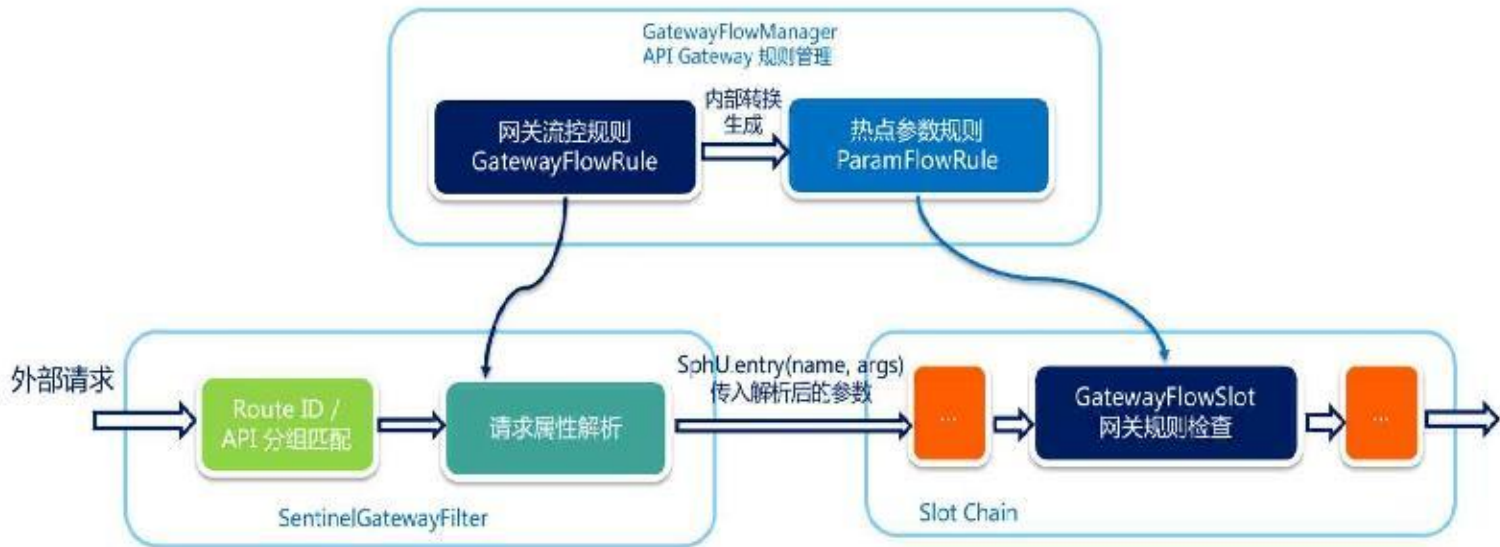 GatewayFlowManager
API Gateway 规则管理
网关流控规则
GatewayFlowRule
内部转换
生成
热点参数规则
ParamFlowRule
外部请求
Route ID /
API 分组匹配
请求属性解析
SphU.entry(name, args)
传入解析后的参数
...
GatewayFlowSlot
网关规则检查
...
SentinelGatewayFilter
Slot Chain